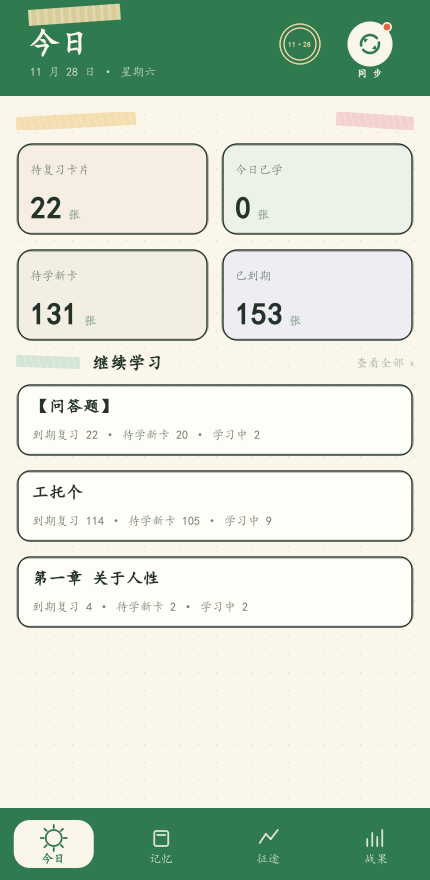 今日
11 月 28 日 • 星期六
11•28
同步
待复习卡片
22 张
今日已学
0 张
待学新卡
131 张
已到期
153 张
继续学习
查看全部 ›
【问答题】
到期复习 22 • 待学新卡 20 • 学习中 2
工托个
到期复习 114 • 待学新卡 105 • 学习中 9
第一章 关于人性
到期复习 4 • 待学新卡 2 • 学习中 2
今日
记忆
征途
战果